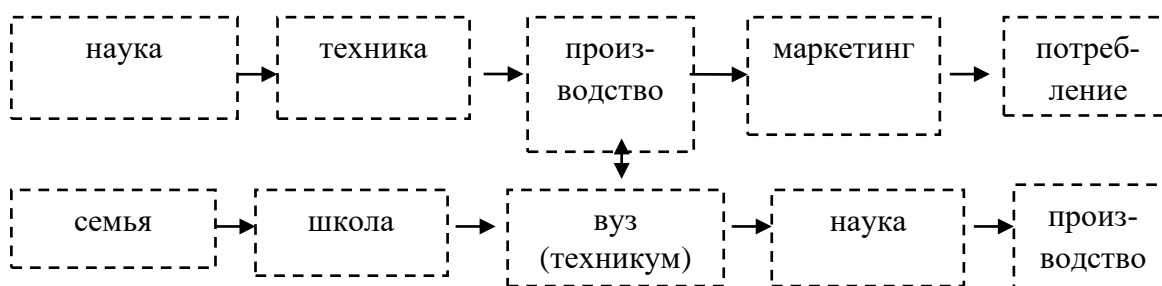 наука
техника
произ-
водство
маркетинг
потреб-
ление
семья
школа
вуз
(техникум)
наука
произ-
водство